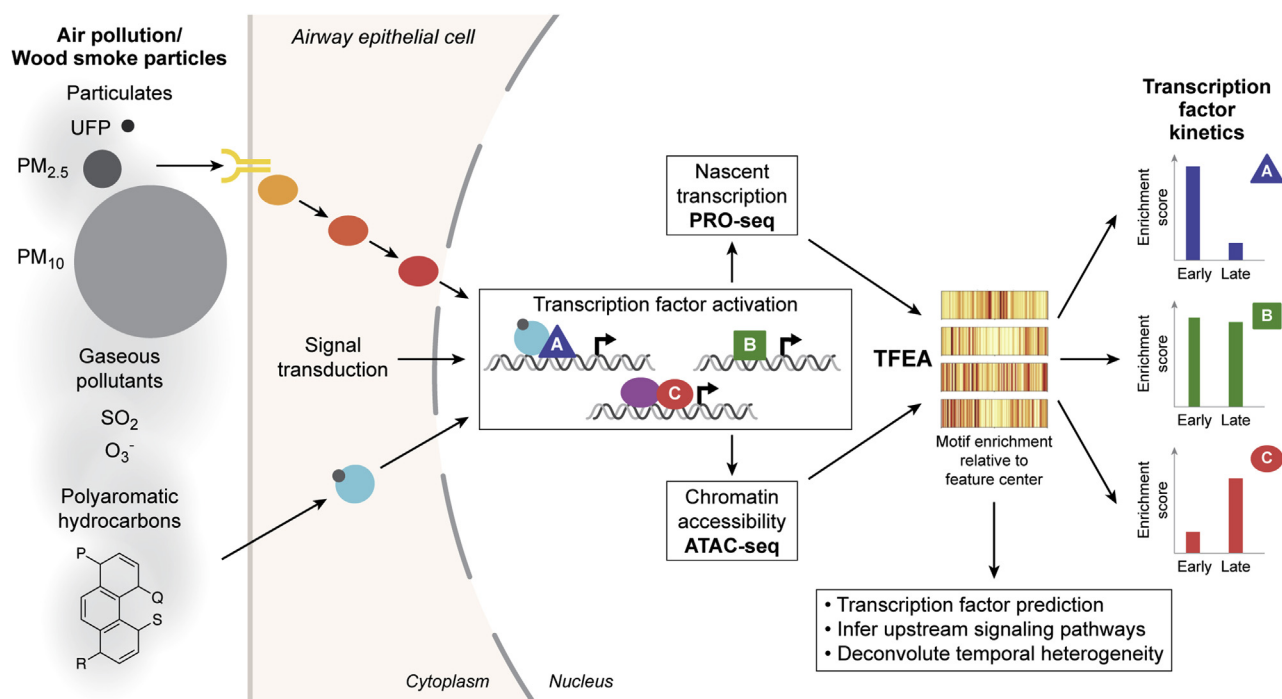 Air pollution/
Wood smoke particles
Particulates
UFP
PM2.5
PM10
Gaseous
pollutants
SO2
O3-
Polyaromatic
hydrocarbons
P
Q
S
R
Airway epithelial cell
Signal
transduction
Cytoplasm
Nucleus
Transcription factor activation
A
B
C
Nascent
transcription
PRO-seq
Chromatin
accessibility
ATAC-seq
TFEA
Motif enrichment
relative to
feature center
• Transcription factor prediction
• Infer upstream signaling pathways
• Deconvolute temporal heterogeneity
Transcription
factor
kinetics
Enrichment
score
A
Early Late
Enrichment
score
B
Early Late
Enrichment
score
C
Early Late